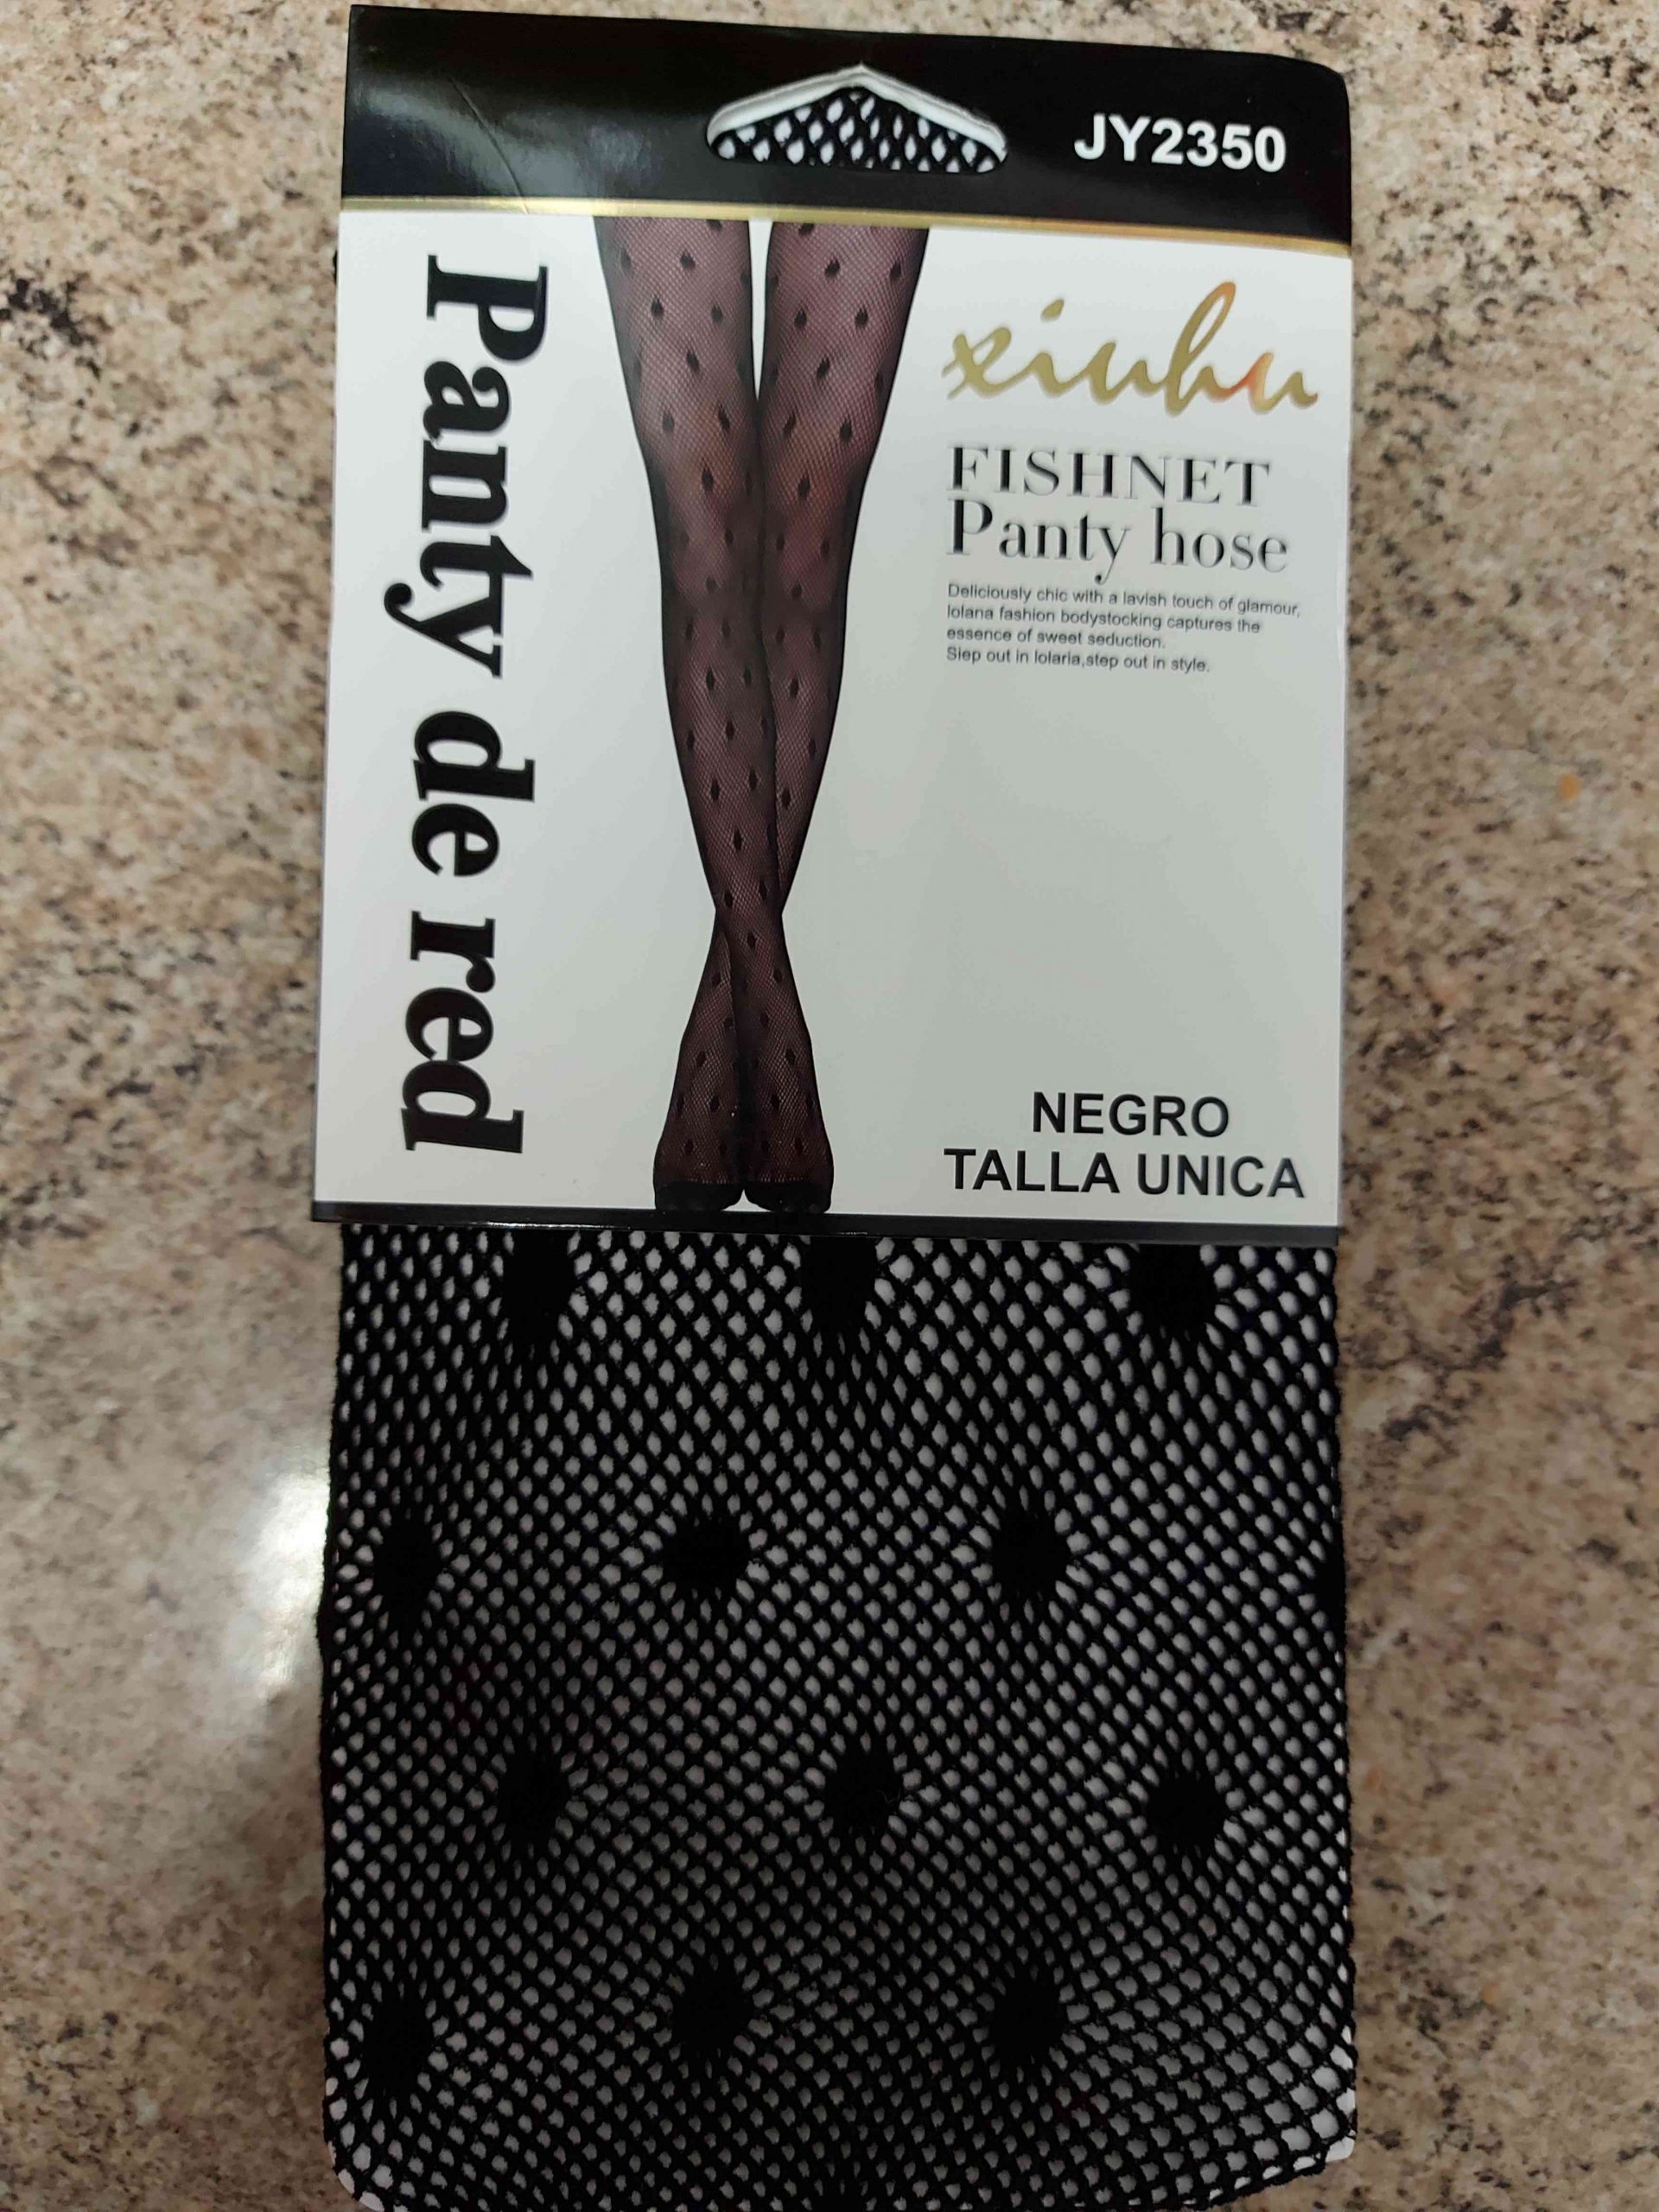 JY2350
Panty de red
xiuhu
FISHNET
Panty hose
Deliciously chic with a lavish touch of glamour,
lolana fashion bodystocking captures the
essence of sweet seduction.
Siep out in lolaria,step out in style.
NEGRO
TALLA UNICA